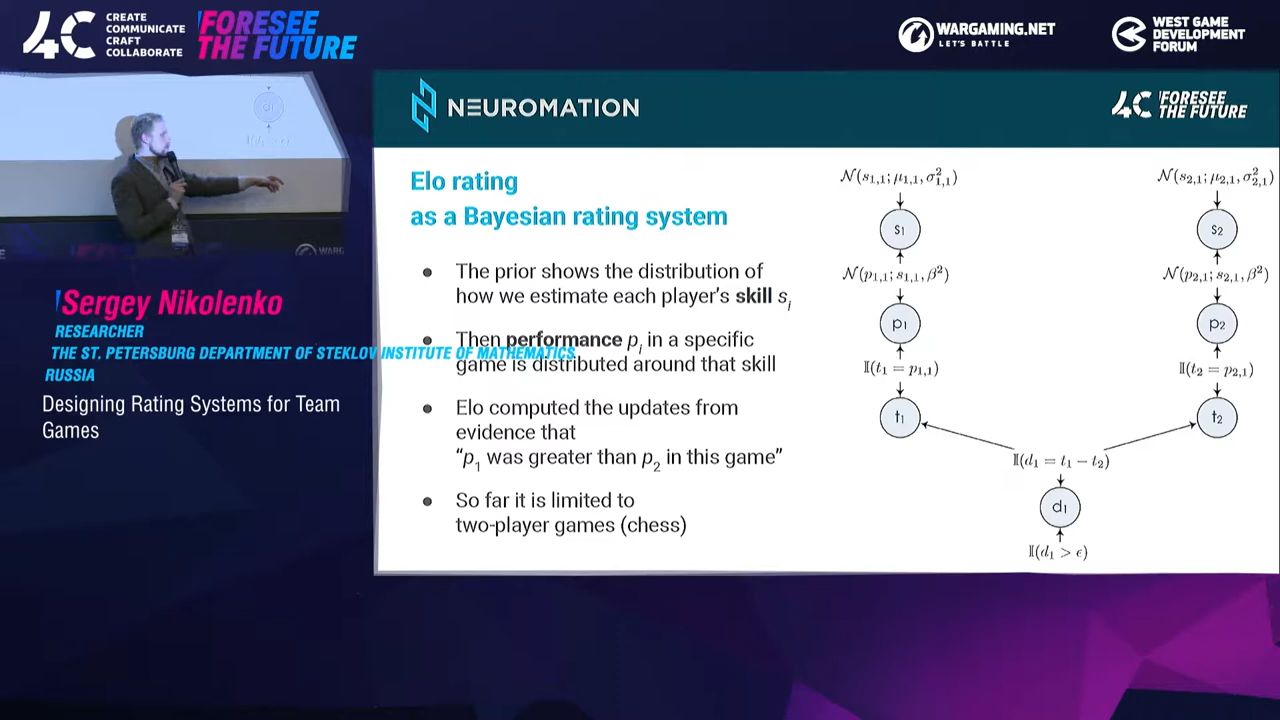 4C
CREATE
COMMUNICATE
CRAFT
COLLABORATE
FORESEE
THE FUTURE
WARGAMING.NET
LET'S BATTLE
WEST GAME
DEVELOPMENT
FORUM
NEUROMATION
4C FORESEE
THE FUTURE
Elo rating
as a Bayesian rating system
● The prior shows the distribution of
how we estimate each player's skill sᵢ
● Then performance pᵢ in a specific
game is distributed around that skill
● Elo computed the updates from
evidence that
“p₁ was greater than p₂ in this game”
● So far it is limited to
two-player games (chess)
𝒩(s₁,₁; μ₁,₁, σ²₁,₁)
s₁
𝒩(p₁,₁; s₁,₁, β²)
p₁
𝕀(t₁ = p₁,₁)
t₁
𝒩(s₂,₁; μ₂,₁, σ²₂,₁)
s₂
𝒩(p₂,₁; s₂,₁, β²)
p₂
𝕀(t₂ = p₂,₁)
t₂
𝕀(d₁ = t₁ − t₂)
d₁
𝕀(d₁ > ϵ)
Sergey Nikolenko
RESEARCHER
THE ST. PETERSBURG DEPARTMENT OF STEKLOV INSTITUTE OF MATHEMATICS
RUSSIA
Designing Rating Systems for Team
Games